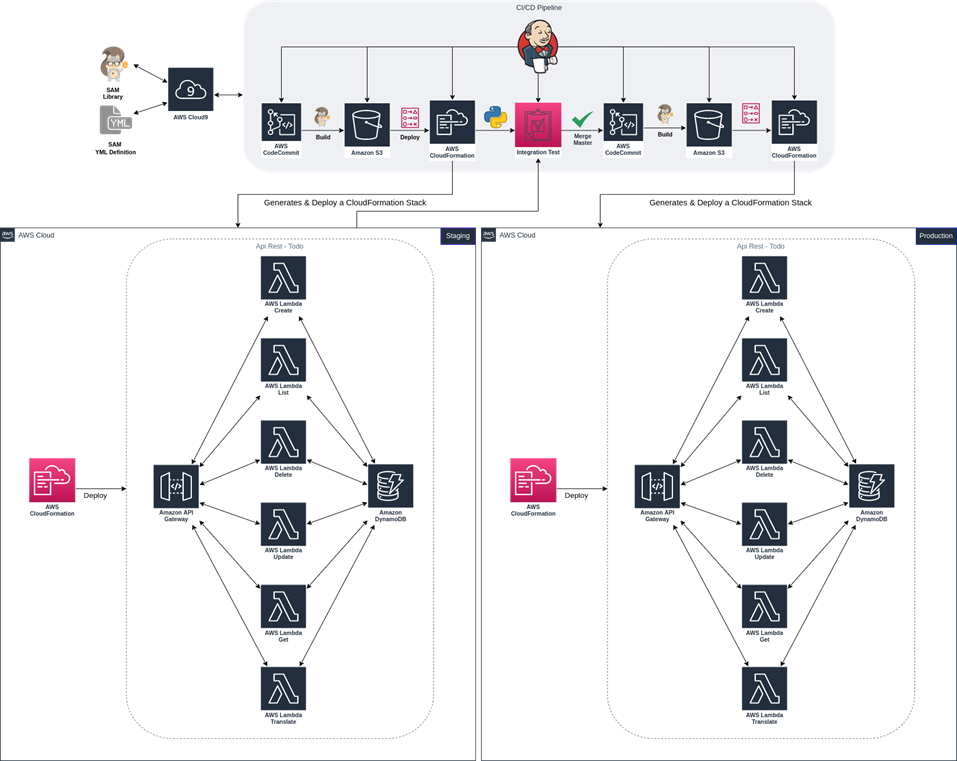 CI/CD Pipeline
SAM
Library
9
AWS Cloud9
YML
SAM
YML Definition
AWS
CodeCommit
Build
Amazon S3
Deploy
AWS
CloudFormation
Integration Test
Merge
Master
AWS
CodeCommit
Build
Amazon S3
AWS
CloudFormation
Generates & Deploy a CloudFormation Stack
Generates & Deploy a CloudFormation Stack
aws
AWS Cloud
Staging
Api Rest - Todo
AWS Lambda
Create
AWS Lambda
List
AWS Lambda
Delete
AWS
CloudFormation
Deploy
Amazon API
Gateway
Amazon
DynamoDB
AWS Lambda
Update
AWS Lambda
Get
AWS Lambda
Translate
aws
AWS Cloud
Production
Api Rest - Todo
AWS Lambda
Create
AWS Lambda
List
AWS Lambda
Delete
AWS
CloudFormation
Deploy
Amazon API
Gateway
Amazon
DynamoDB
AWS Lambda
Update
AWS Lambda
Get
AWS Lambda
Translate